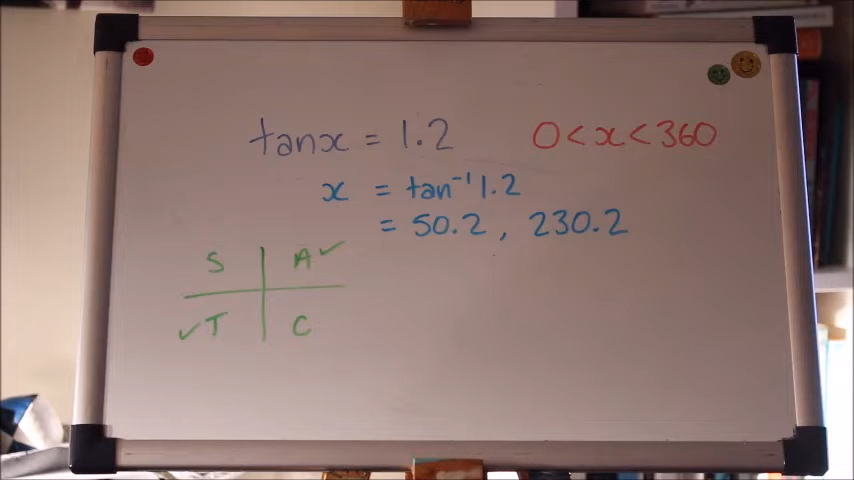 tanx = 1.2 0<x<360
x = tan⁻¹1.2
= 50.2, 230.2
S A✓
✓T C